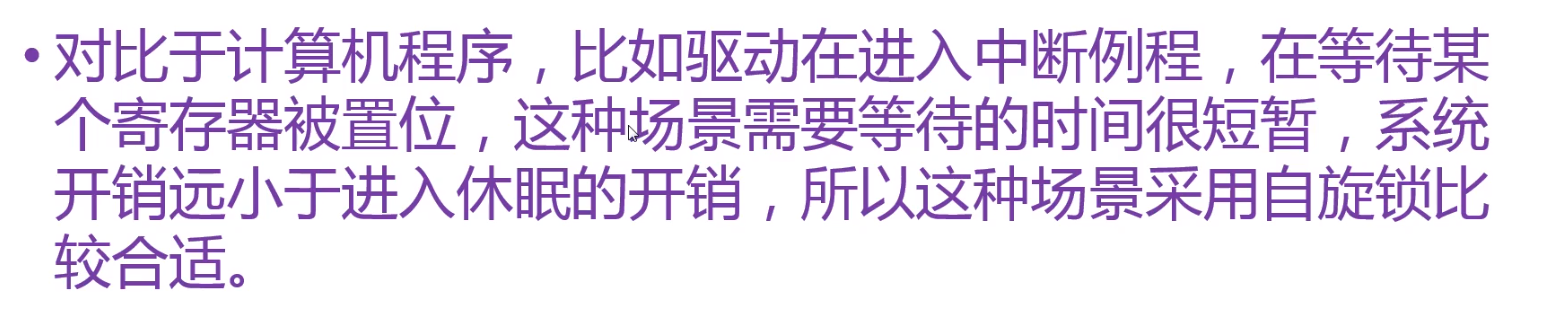 • 对比于计算机程序，比如驱动在进入中断例程，在等待某
个寄存器被置位，这种场景需要等待的时间很短暂，系统
开销远小于进入休眠的开销，所以这种场景采用自旋锁比
较合适。